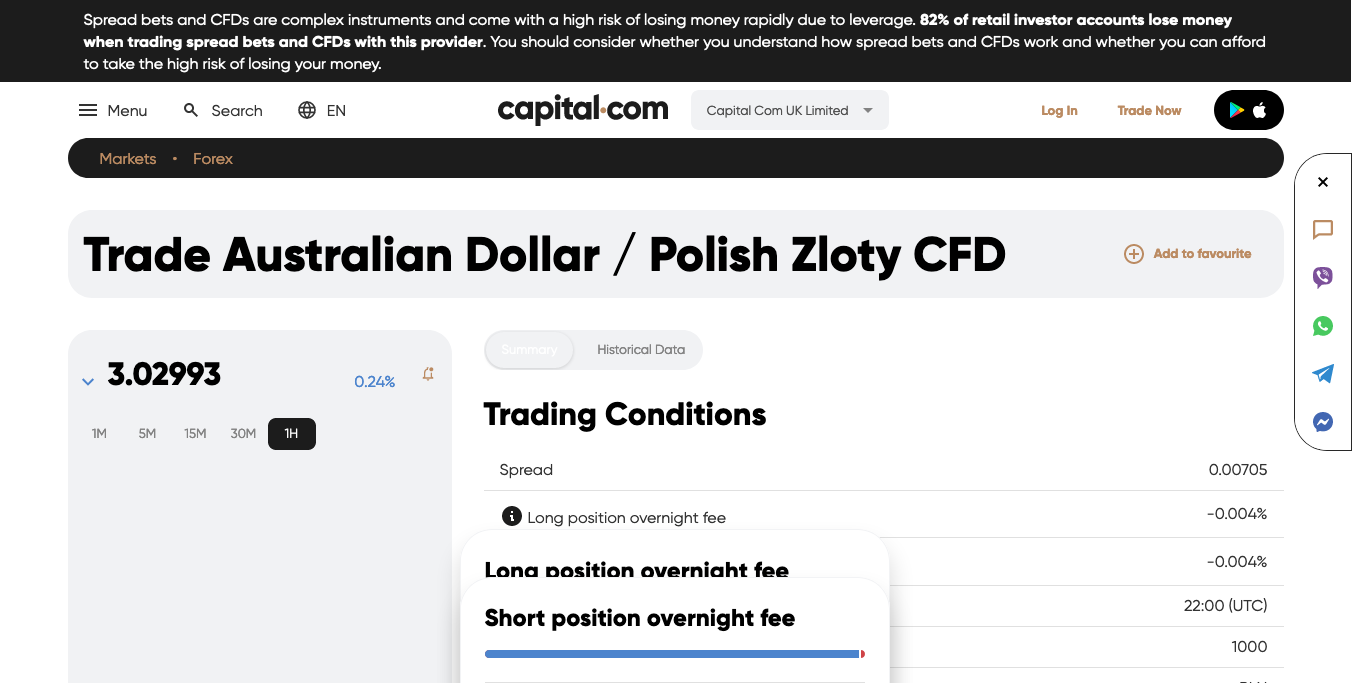 Spread bets and CFDs are complex instruments and come with a high risk of losing money rapidly due to leverage. 82% of retail investor accounts lose money
when trading spread bets and CFDs with this provider. You should consider whether you understand how spread bets and CFDs work and whether you can afford
to take the high risk of losing your money.
Menu Search EN capital.com Capital Com UK Limited Log In Trade Now
Markets • Forex
Trade Australian Dollar / Polish Zloty CFD Add to favourite
3.02993 0.24%
1M 5M 15M 30M 1H
Summary Historical Data
Trading Conditions
Spread 0.00705
Long position overnight fee -0.004%
Long position overnight fee
-0.004%
Short position overnight fee
22:00 (UTC)
1000